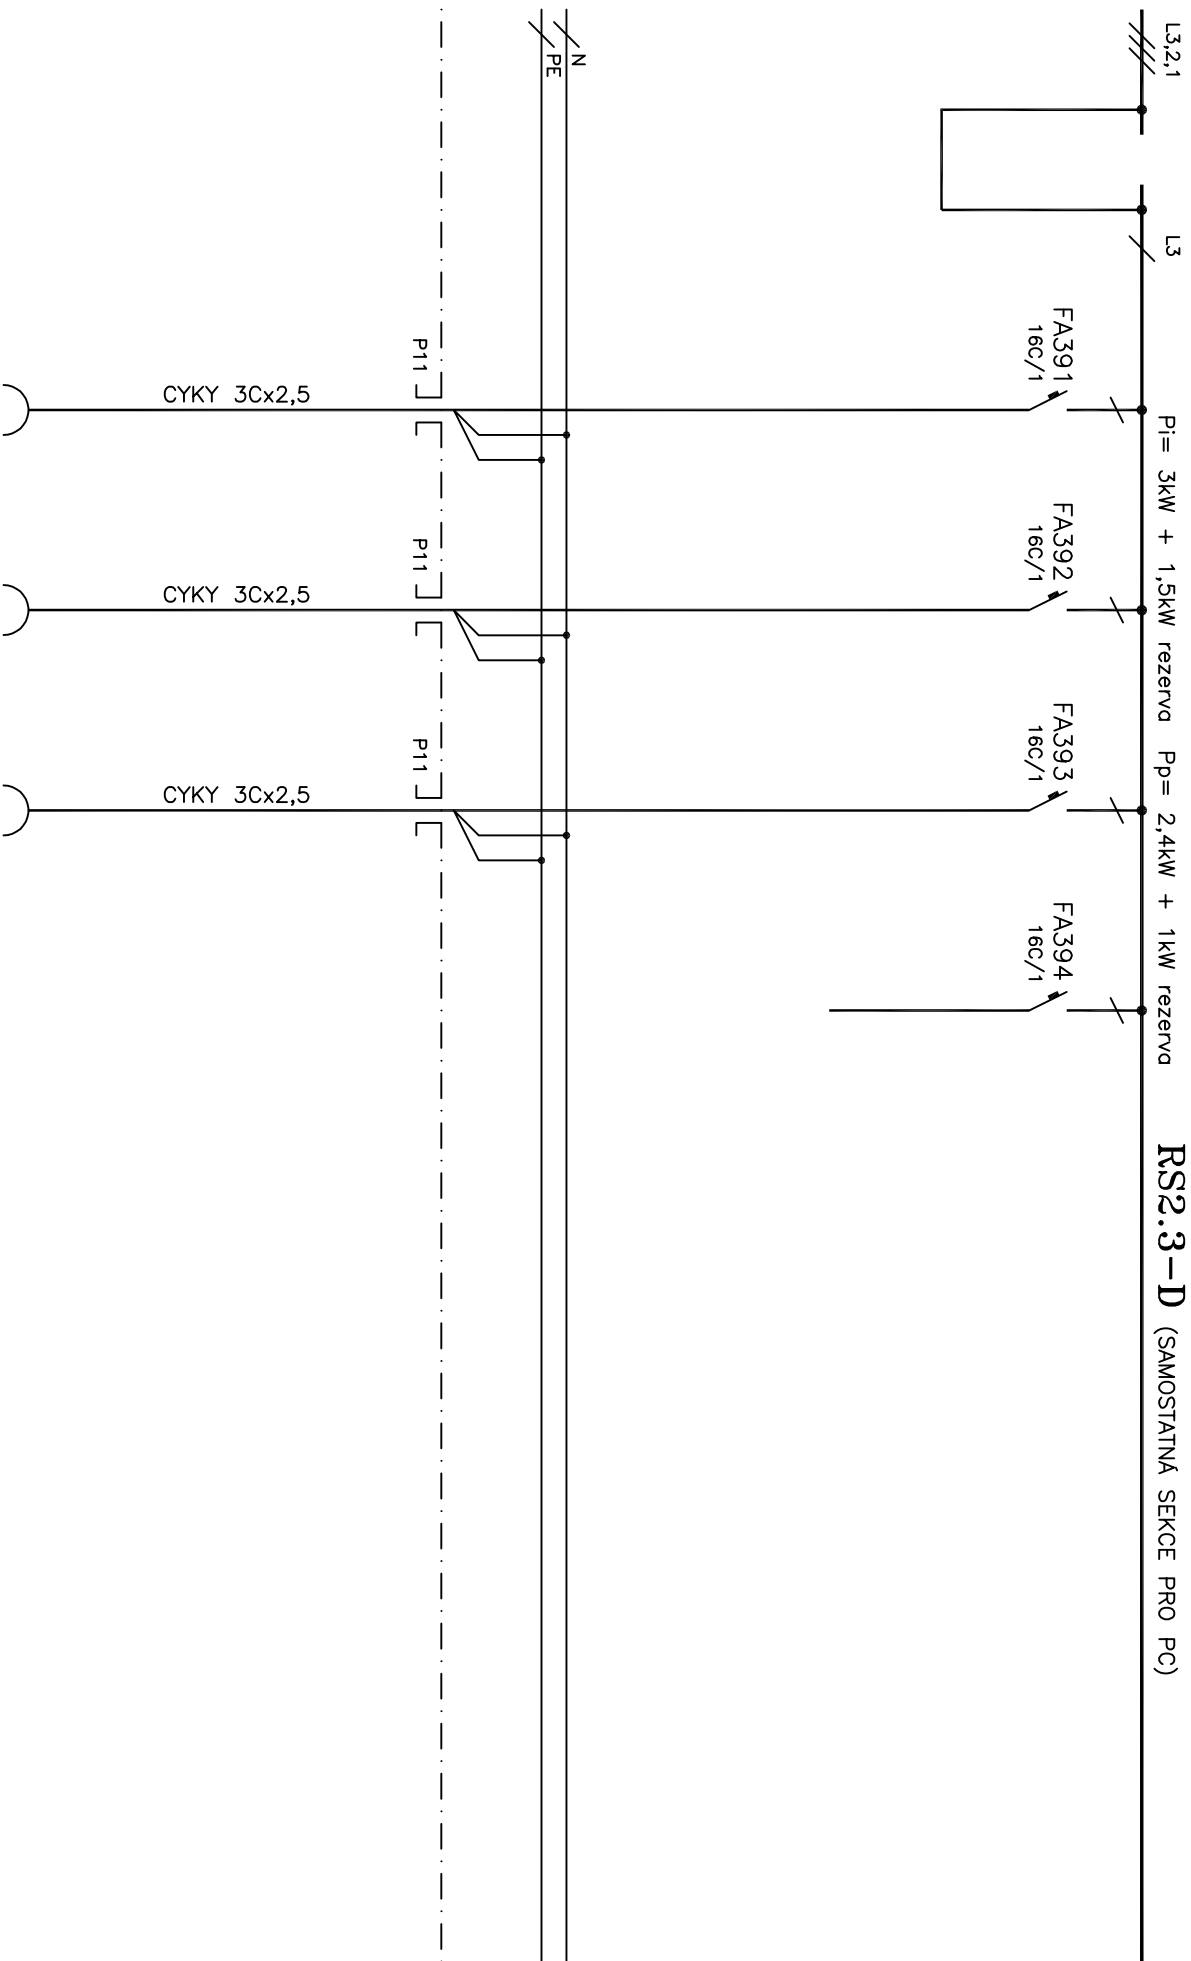 L3,2,1
L3
Pi= 3kW + 1,5kW rezerva Pp= 2,4kW + 1kW rezerva
RS2.3-D (SAMOSTATNÁ SEKCE PRO PC)
FA391
16C/1
FA392
16C/1
FA393
16C/1
FA394
16C/1
N
PE
P11
P11
P11
CYKY 3Cx2,5
CYKY 3Cx2,5
CYKY 3Cx2,5